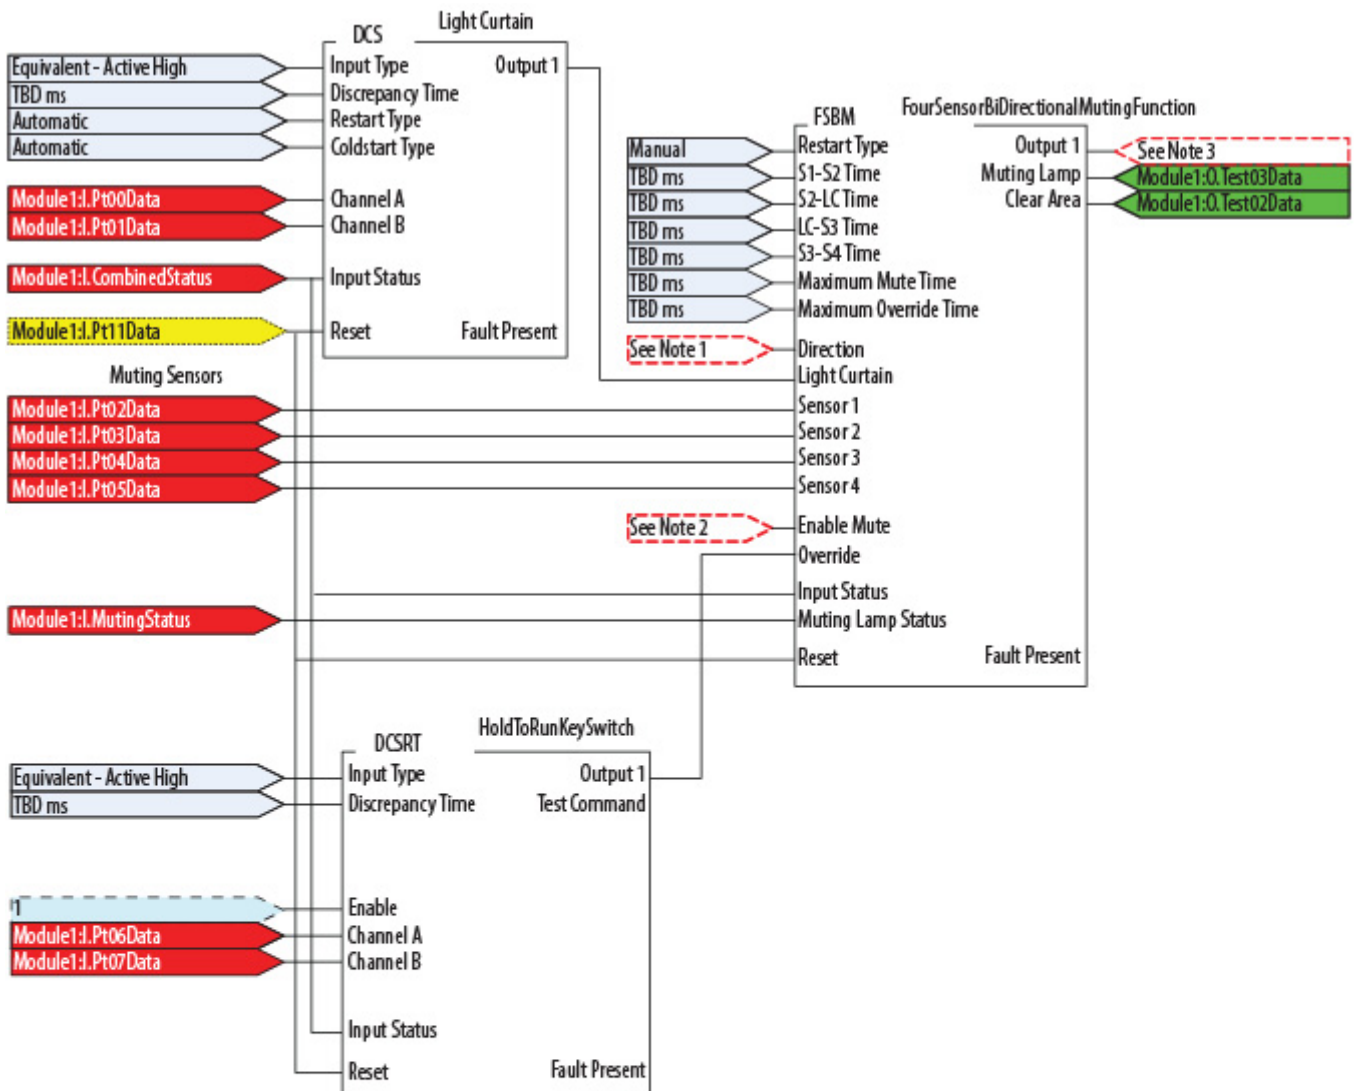 DCS
Light Curtain
Equivalent - Active High
Input Type
Output 1
TBD ms
Discrepancy Time
Automatic
Restart Type
Automatic
Coldstart Type
Module1:I.Pt00Data
Channel A
Module1:I.Pt01Data
Channel B
Module1:I.CombinedStatus
Input Status
Module1:I.Pt11Data
Reset
Fault Present
Muting Sensors
Module1:I.Pt02Data
Module1:I.Pt03Data
Module1:I.Pt04Data
Module1:I.Pt05Data
Module1:I.MutingStatus
FSBM
FourSensorBiDirectionalMutingFunction
Manual
Restart Type
Output 1
See Note 3
TBD ms
S1-S2 Time
Muting Lamp
Module1:O.Test03Data
TBD ms
S2-LC Time
Clear Area
Module1:O.Test02Data
TBD ms
LC-S3 Time
TBD ms
S3-S4 Time
TBD ms
Maximum Mute Time
TBD ms
Maximum Override Time
See Note 1
Direction
Light Curtain
Sensor 1
Sensor 2
Sensor 3
Sensor 4
See Note 2
Enable Mute
Override
Input Status
Muting Lamp Status
Reset
Fault Present
DCSRT
HoldToRunKeySwitch
Equivalent - Active High
Input Type
Output 1
TBD ms
Discrepancy Time
Test Command
1
Enable
Module1:I.Pt06Data
Channel A
Module1:I.Pt07Data
Channel B
Input Status
Reset
Fault Present